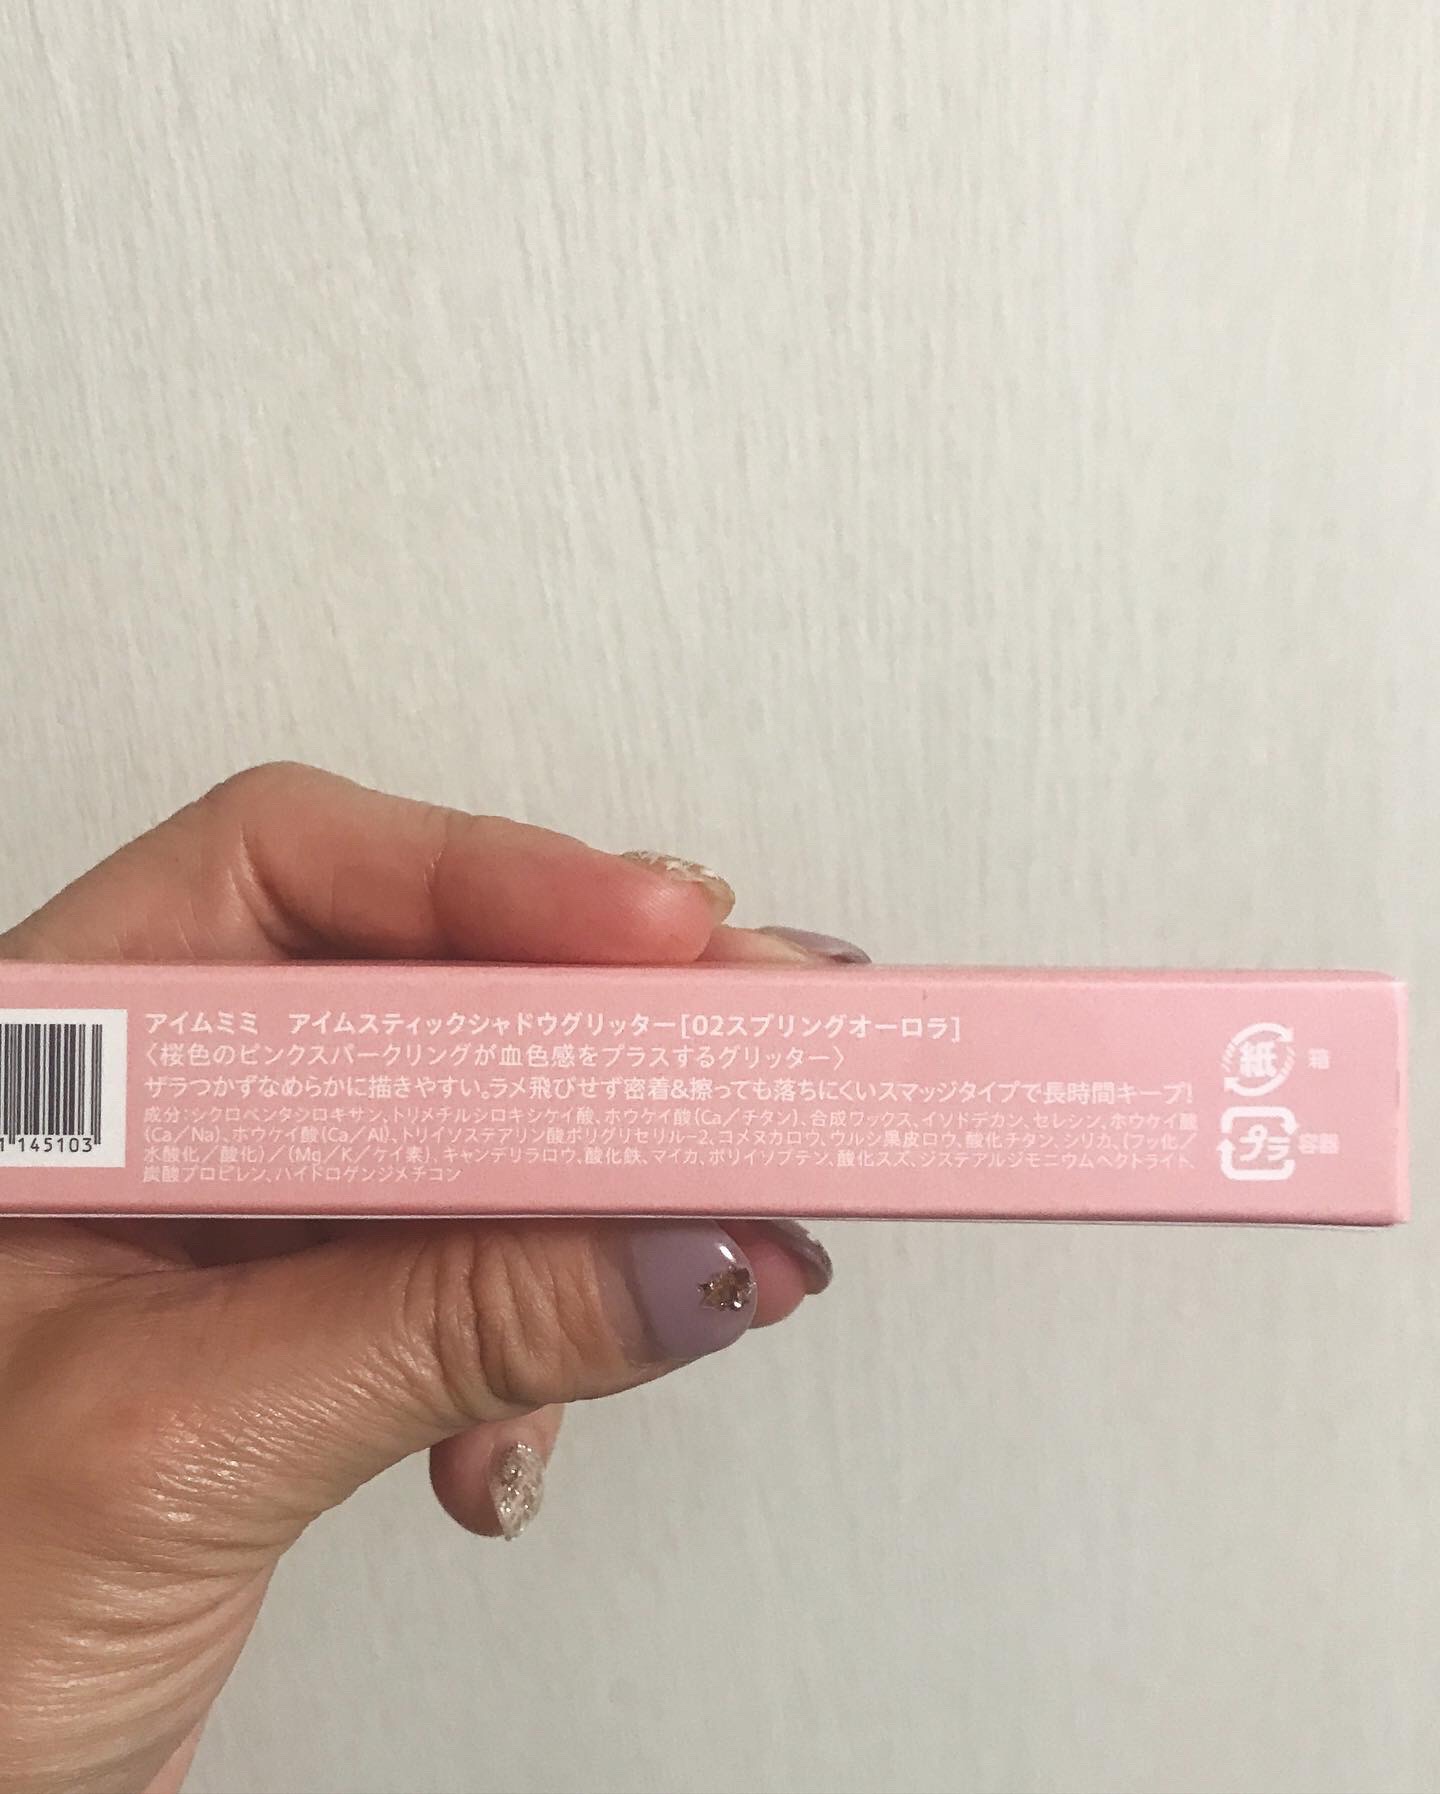 アイムミミ　アイムスティックシャドウグリッター[02スプリングオーロラ]
〈桜色のピンクスパークリングが血色感をプラスするグリッター〉
ザラつかずなめらかに描きやすい。ラメ飛びせず密着&擦っても落ちにくいスマッジタイプで長時間キープ!
成分:シクロペンタシロキサン、トリメチルシロキシケイ酸、ホウケイ酸(Ca/チタン)、合成ワックス、イソドデカン、セレシン、ホウケイ酸
(Ca/Na)、ホウケイ酸(Ca/Al)、トリイソステアリン酸ポリグリセリル-2、コメヌカロウ、ウルシ果皮ロウ、酸化チタン、シリカ、(フッ化/
水酸化/酸化)/(Mg/K/ケイ素)、キャンデリラロウ、酸化鉄、マイカ、ポリイソブテン、酸化スズ、ジステアルジモニウムヘクトライト、
炭酸プロピレン、ハイドロゲンジメチコン
1145103
紙 箱
プラ 容器